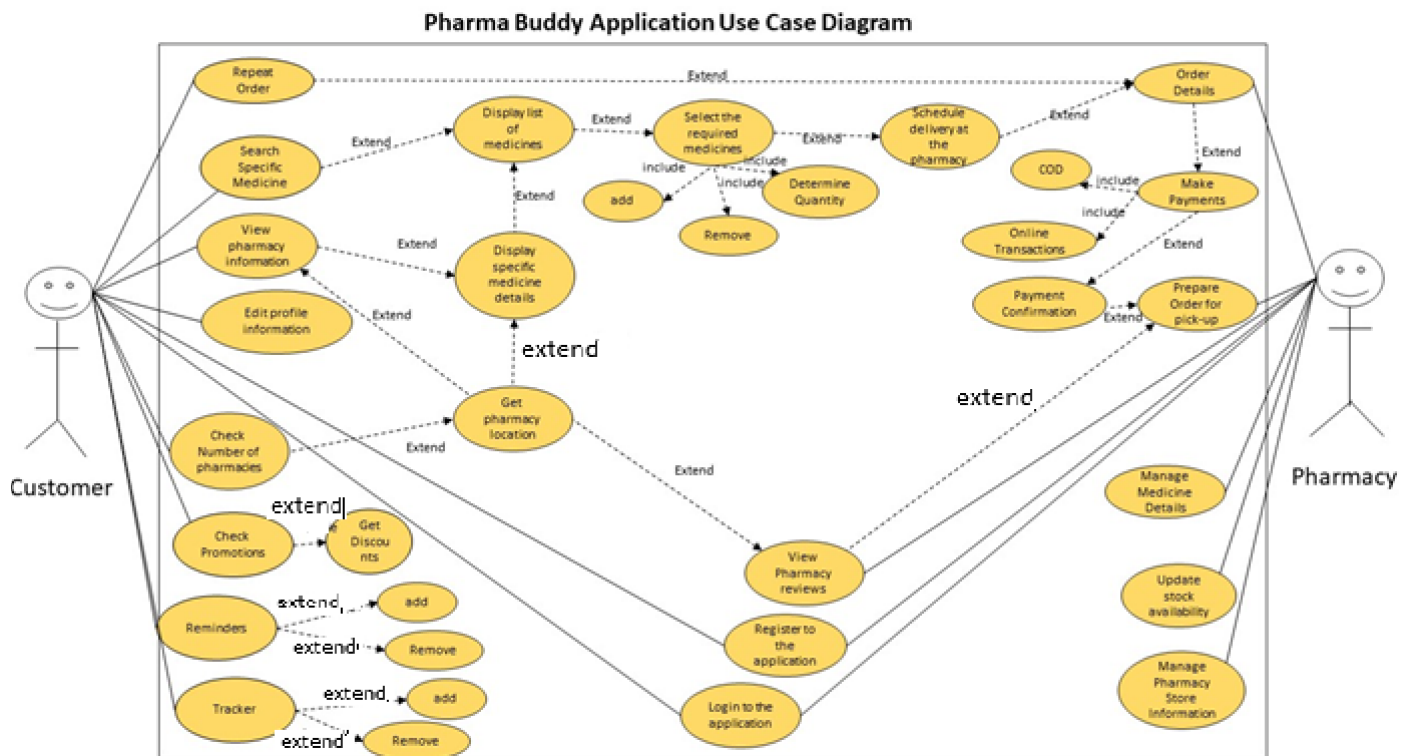 Pharma Buddy Application Use Case Diagram
Repeat
Order
Extend
Order
Details
Search
Specific
Medicine
Extend
Display list
of
medicines
Extend
Select the
required
medicines
Extend
Schedule
delivery at
the
pharmacy
Extend
Extend
include
include
include
add
Remove
Determine
Quantity
COD
include
Make
Payments
include
Online
Transactions
Extend
View
pharmacy
information
Extend
Extend
Display
specific
medicine
details
Payment
Confirmation
Extend
Prepare
Order for
pick-up
Edit profile
information
Extend
extend
extend
Get
pharmacy
location
Check
Number of
pharmacies
Extend
Extend
Customer
Pharmacy
Manage
Medicine
Details
extend
e
Check
Promotions
Get
Discou
nts
View
Pharmacy
reviews
Update
stock
availability
Reminders
extend
add
extend
Remove
Register to
the
application
Manage
Pharmacy
Store
Information
Tracker
extend
add
extend
Remove
Login to the
application